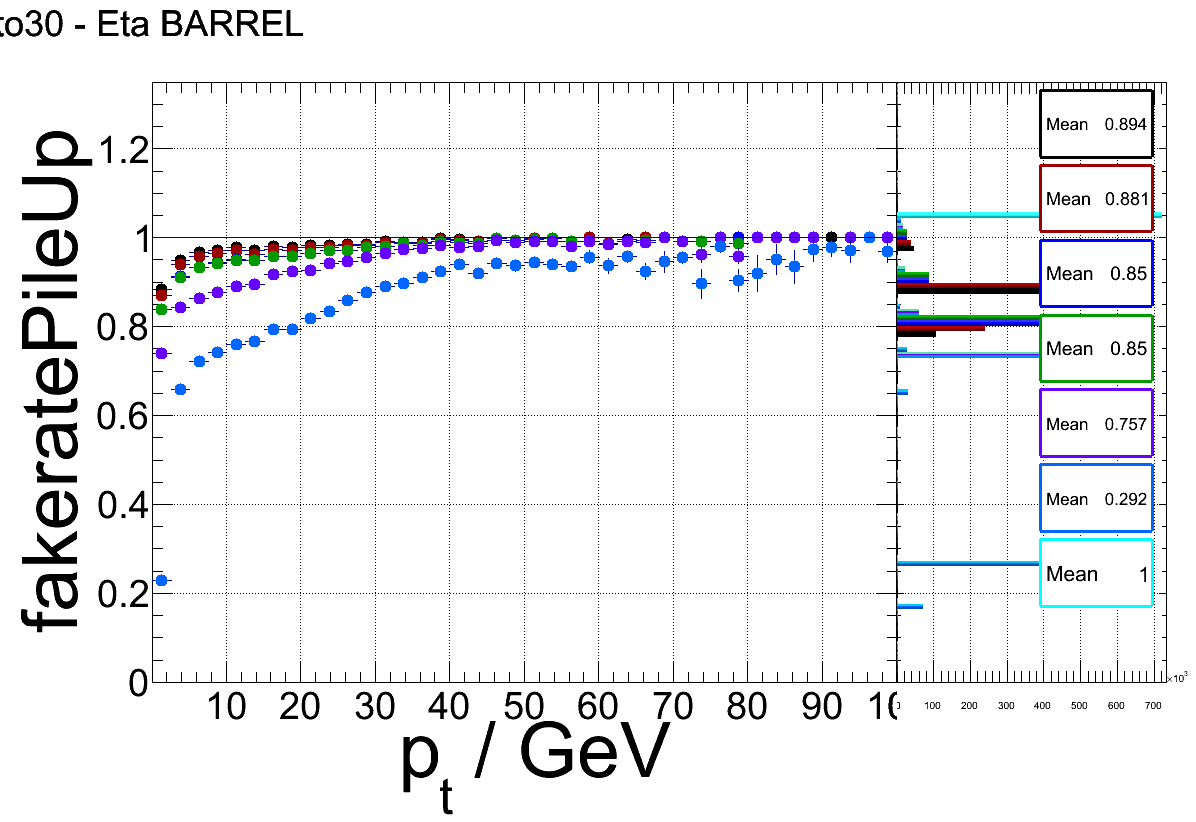 to30 - Eta BARREL
fakeratePileUp
1.2
1
0.8
0.6
0.4
0.2
0
10 20 30 40 50 60 70 80 90 10
p_t / GeV
Mean 0.894
Mean 0.881
Mean 0.85
Mean 0.85
Mean 0.757
Mean 0.292
Mean 1
100 200 300 400 500 600 700
×10³